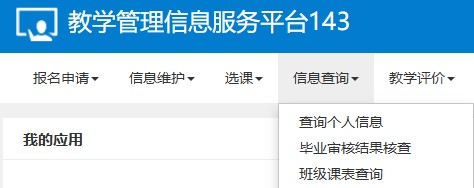 教学管理信息服务平台143
报名申请 信息维护 选课 信息查询 教学评价
查询个人信息
我的应用
毕业审核结果核查
班级课表查询